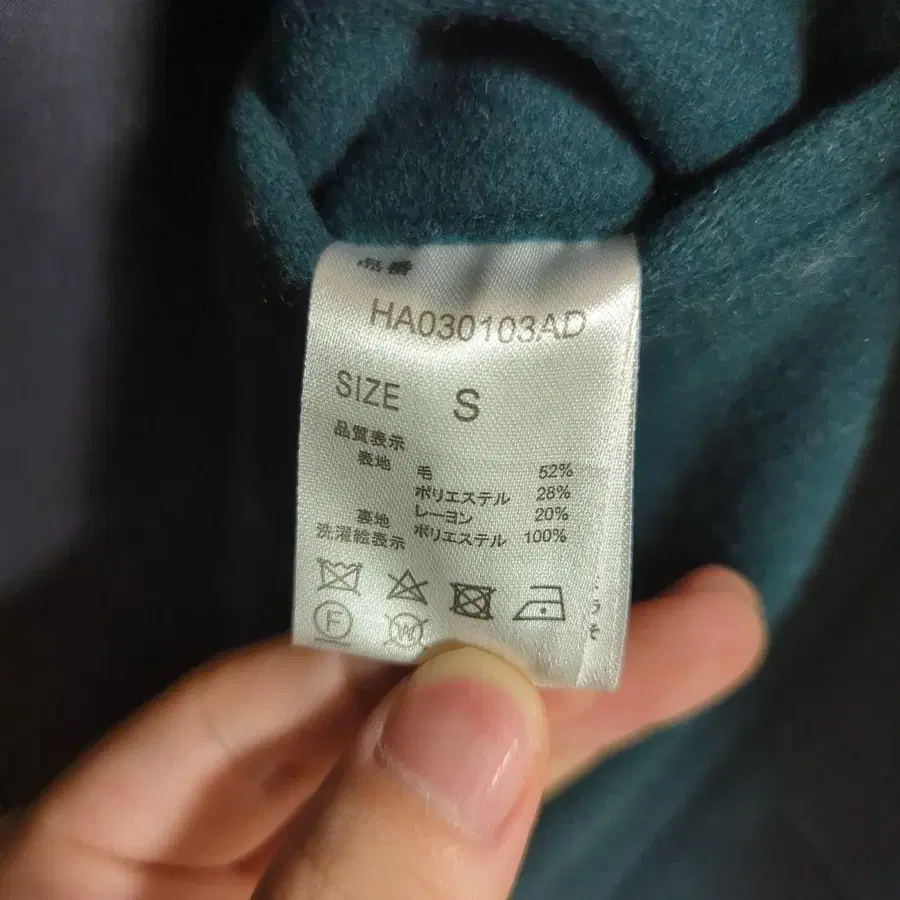 品番
HA030103AD
SIZE S
品質表示
表地 毛 52%
ポリエステル 28%
レーヨン 20%
裏地 ポリエステル 100%
洗濯絵表示
F
W